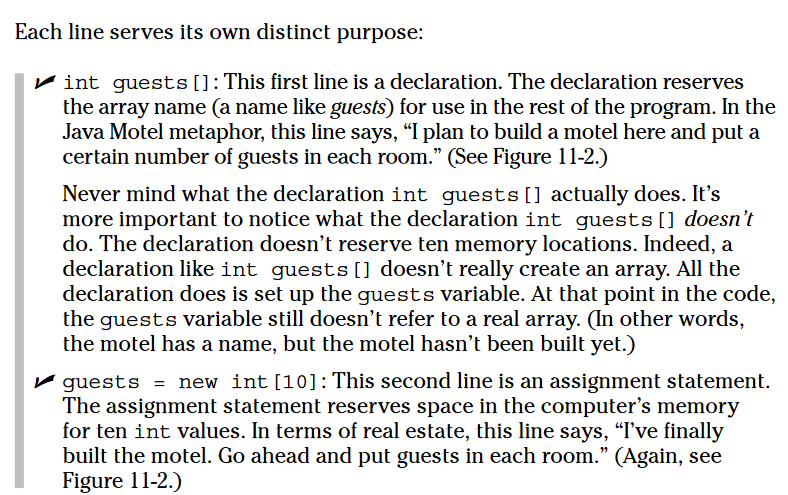 Each line serves its own distinct purpose:
int guests[]: This first line is a declaration. The declaration reserves
the array name (a name like guests) for use in the rest of the program. In the
Java Motel metaphor, this line says, “I plan to build a motel here and put a
certain number of guests in each room.” (See Figure 11-2.)
Never mind what the declaration int guests[] actually does. It’s
more important to notice what the declaration int guests[] doesn’t
do. The declaration doesn’t reserve ten memory locations. Indeed, a
declaration like int guests[] doesn’t really create an array. All the
declaration does is set up the guests variable. At that point in the code,
the guests variable still doesn’t refer to a real array. (In other words,
the motel has a name, but the motel hasn’t been built yet.)
guests = new int[10]: This second line is an assignment statement.
The assignment statement reserves space in the computer’s memory
for ten int values. In terms of real estate, this line says, “I’ve finally
built the motel. Go ahead and put guests in each room.” (Again, see
Figure 11-2.)